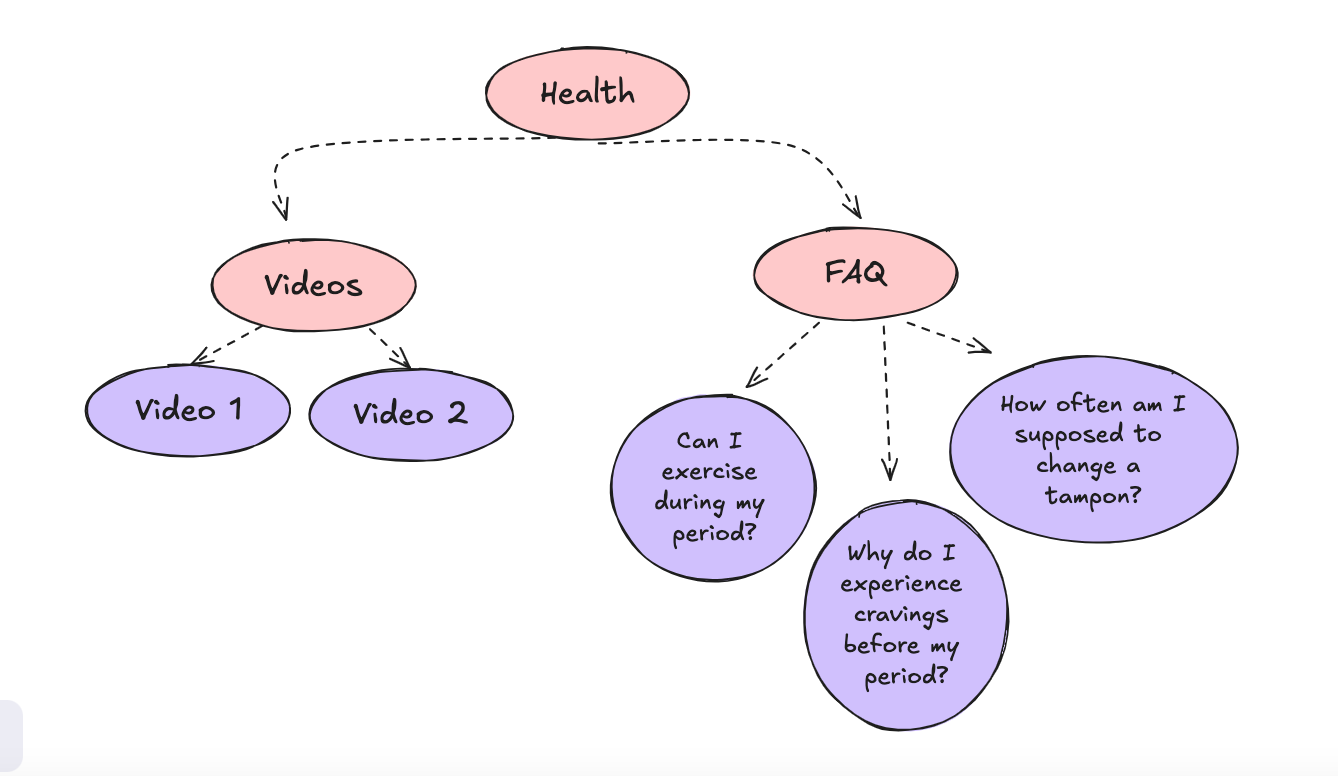 Health
Videos
FAQ
Video 1
Video 2
Can I
exercise
during my
period?
Why do I
experience
cravings
before my
period?
How often am I
supposed to
change a
tampon?